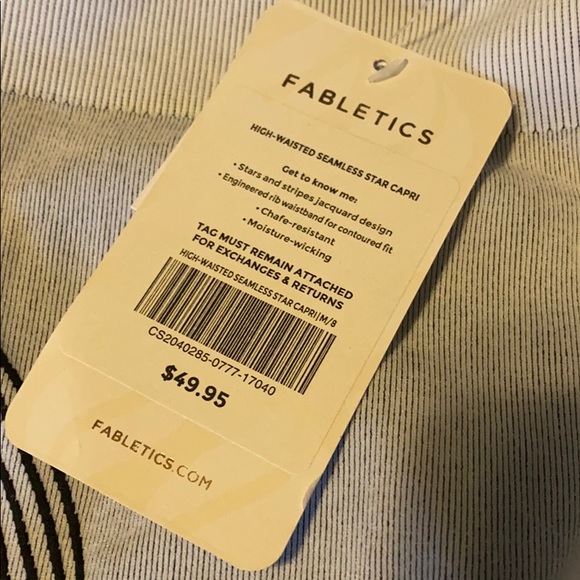 FABLETICS
HIGH-WAISTED SEAMLESS STAR CAPRI
Get to know me:
• Stars and stripes jacquard design
• Engineered rib waistband for contoured fit
• Chafe-resistant
• Moisture-wicking
TAG MUST REMAIN ATTACHED
FOR EXCHANGES & RETURNS
HIGH-WAISTED SEAMLESS STAR CAPRI|M/8
CS2040285-0777-17040
$49.95
FABLETICS.COM